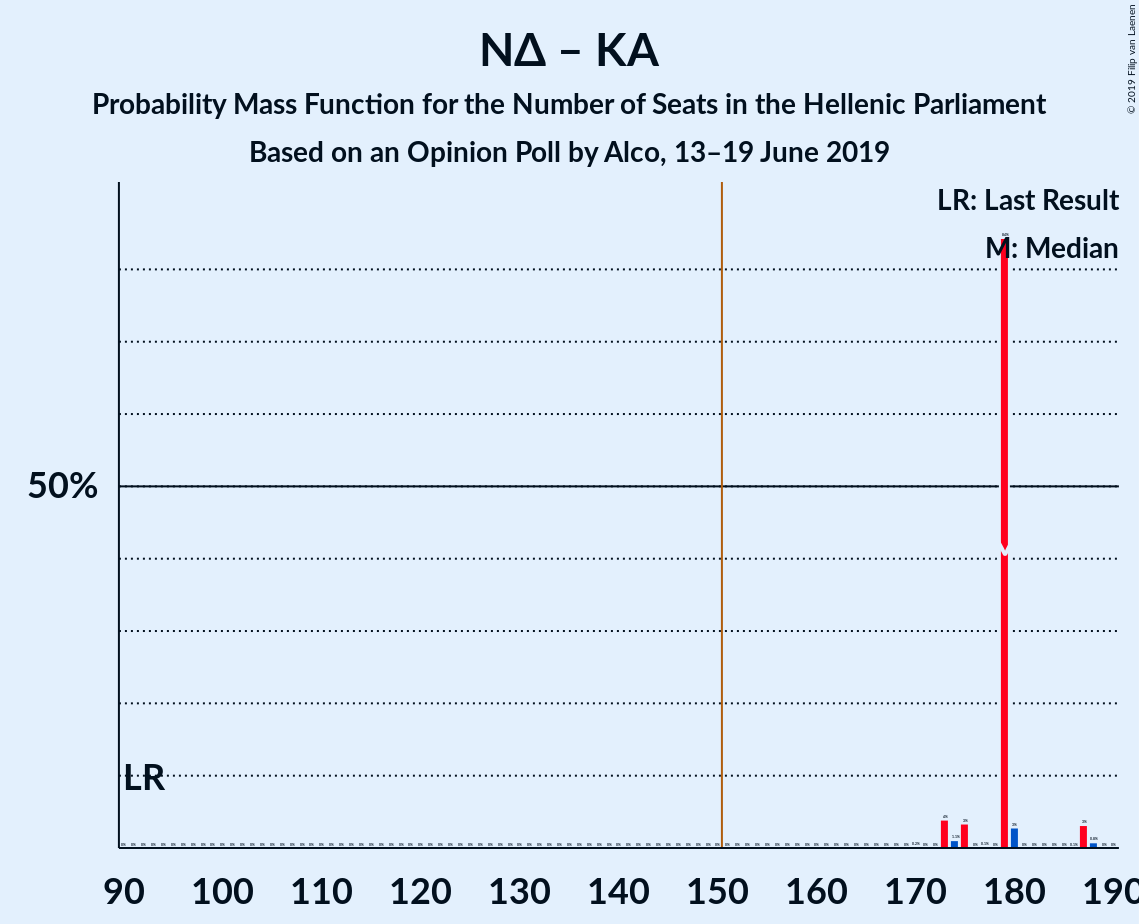 NΔ – KA
Probability Mass Function for the Number of Seats in the Hellenic Parliament
Based on an Opinion Poll by Alco, 13–19 June 2019
© 2019 Filip van Laenen
LR: Last Result
M: Median
50%
LR
90 100 110 120 130 140 150 160 170 180 190